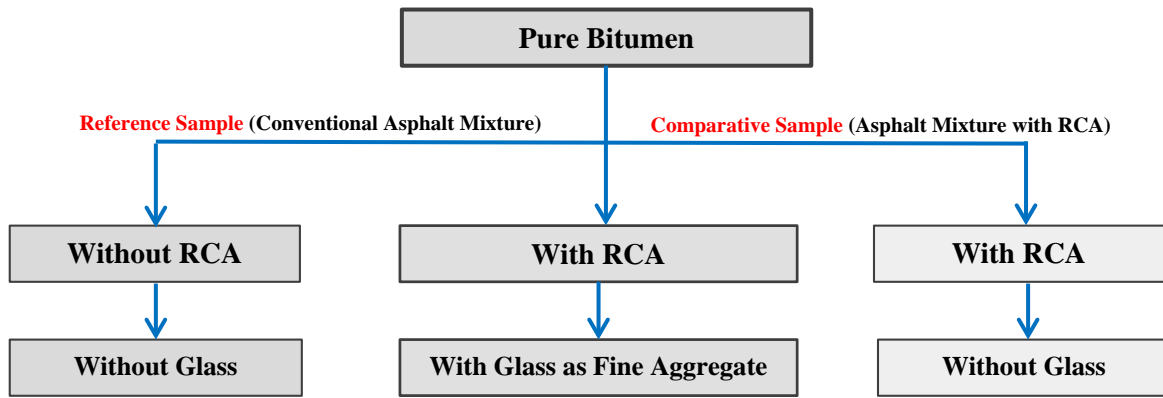 Pure Bitumen
Reference Sample (Conventional Asphalt Mixture)
Comparative Sample (Asphalt Mixture with RCA)
Without RCA
With RCA
With RCA
Without Glass
With Glass as Fine Aggregate
Without Glass